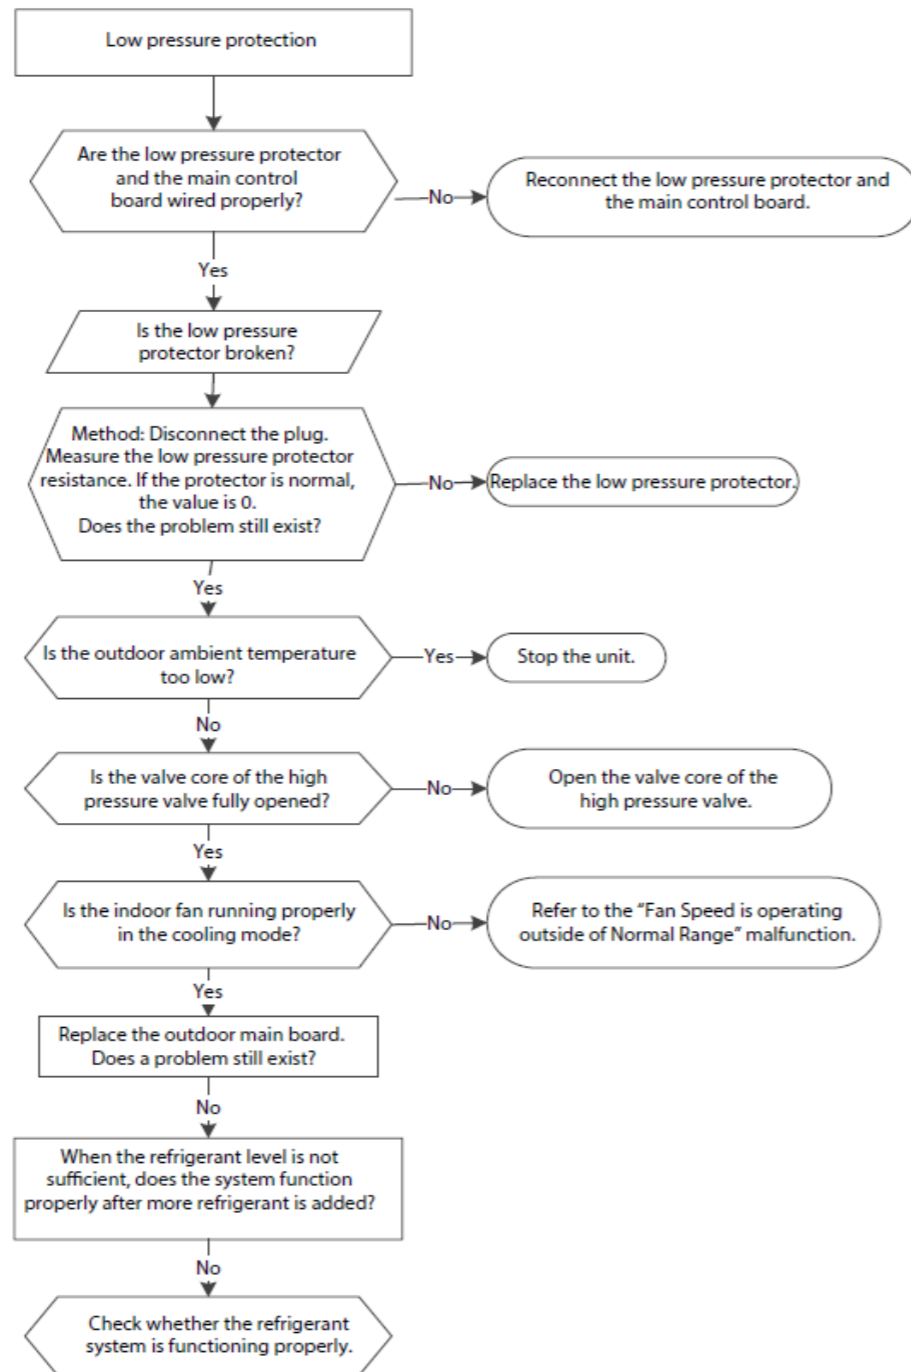 Low pressure protection
Are the low pressure protector
and the main control
board wired properly?
No
Reconnect the low pressure protector and
the main control board.
Yes
Is the low pressure
protector broken?
Method: Disconnect the plug.
Measure the low pressure protector
resistance. If the protector is normal,
the value is 0.
Does the problem still exist?
No
Replace the low pressure protector.
Yes
Is the outdoor ambient temperature
too low?
Yes
Stop the unit.
No
Is the valve core of the high
pressure valve fully opened?
No
Open the valve core of the
high pressure valve.
Yes
Is the indoor fan running properly
in the cooling mode?
No
Refer to the “Fan Speed is operating
outside of Normal Range” malfunction.
Yes
Replace the outdoor main board.
Does a problem still exist?
No
When the refrigerant level is not
sufficient, does the system function
properly after more refrigerant is added?
No
Check whether the refrigerant
system is functioning properly.